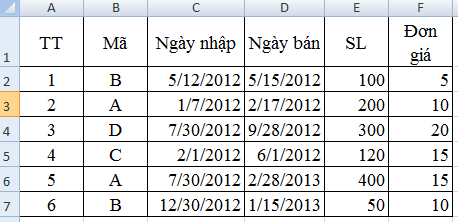 A B C D E F
1 TT Mã Ngày nhập Ngày bán SL Đơn giá
2 1 B 5/12/2012 5/15/2012 100 5
3 2 A 1/7/2012 2/17/2012 200 10
4 3 D 7/30/2012 9/28/2012 300 20
5 4 C 2/1/2012 6/1/2012 120 15
6 5 A 7/30/2012 2/28/2013 400 15
7 6 B 12/30/2012 1/15/2013 50 10